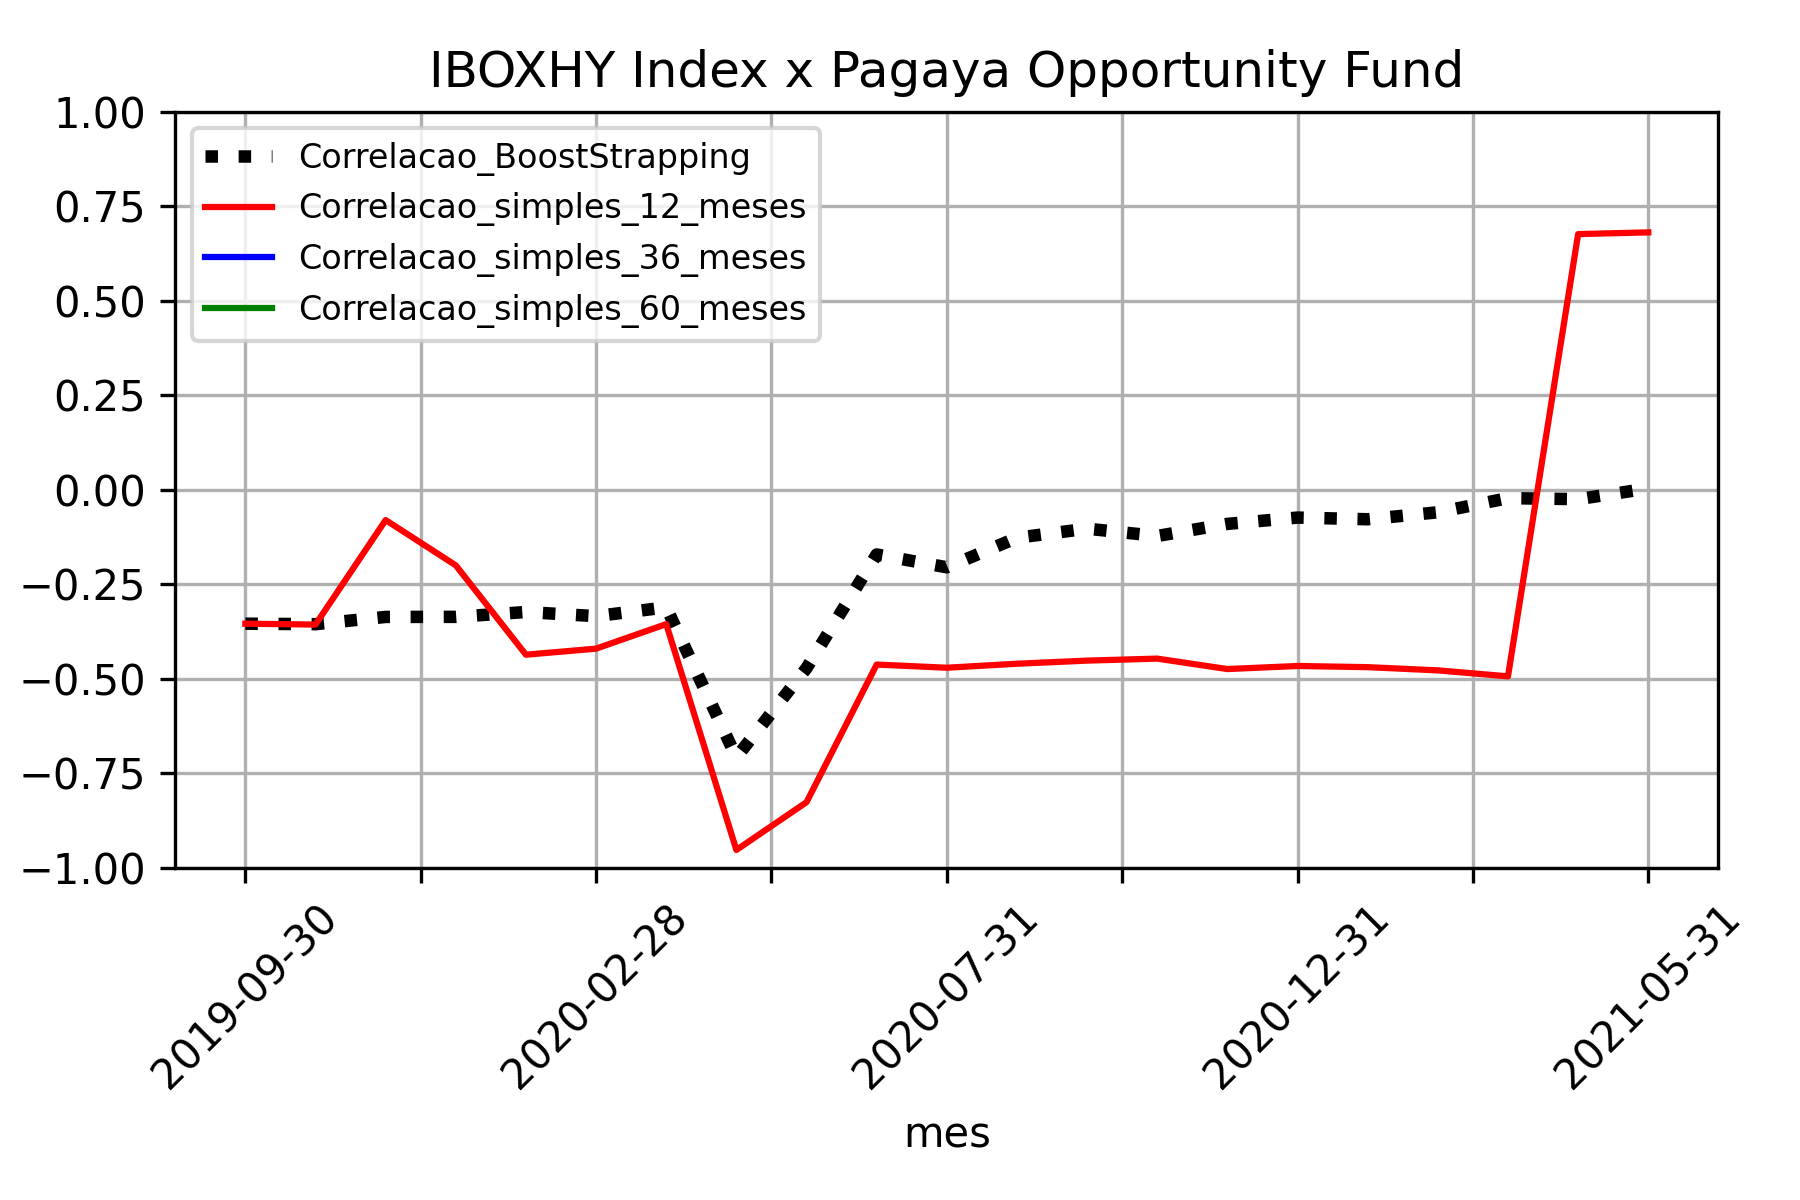 IBOXHY Index x Pagaya Opportunity Fund
1.00
0.75
0.50
0.25
0.00
−0.25
−0.50
−0.75
−1.00
Correlacao_BoostStrapping
Correlacao_simples_12_meses
Correlacao_simples_36_meses
Correlacao_simples_60_meses
2019-09-30
2020-02-28
2020-07-31
2020-12-31
2021-05-31
mes